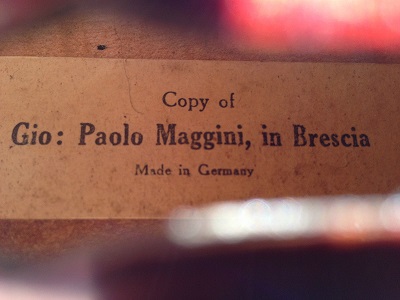 Copy of
Gio: Paolo Maggini, in Brescia
Made in Germany